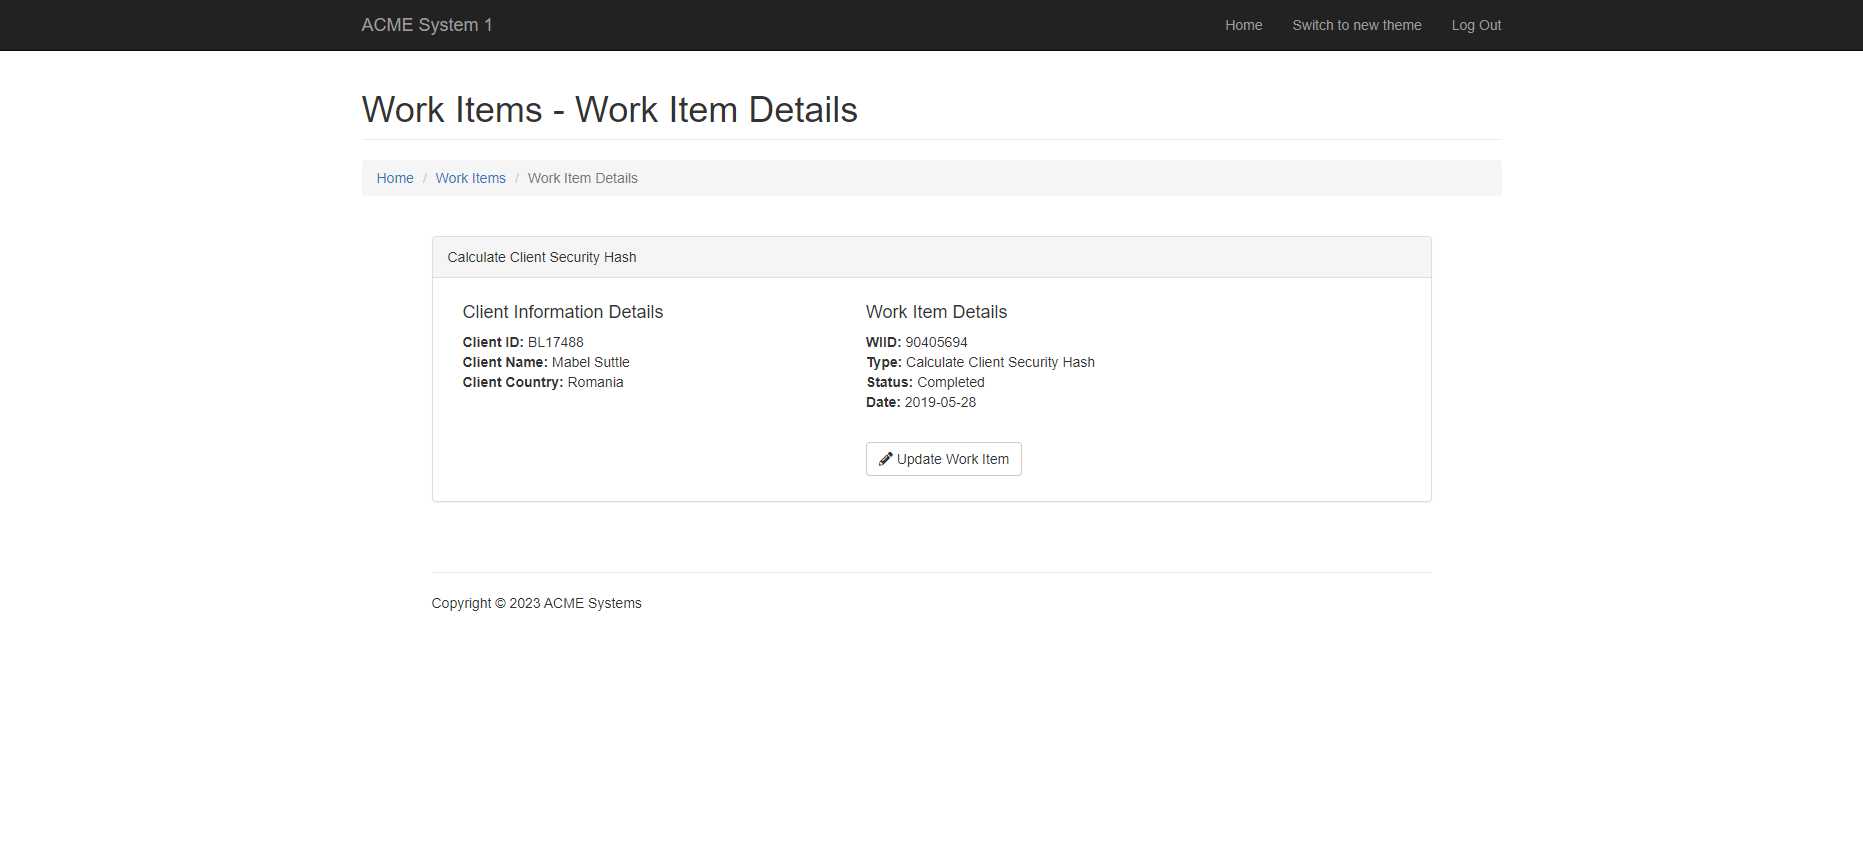 ACME System 1
Home
Switch to new theme
Log Out
Work Items - Work Item Details
Home / Work Items / Work Item Details
Calculate Client Security Hash
Client Information Details
Client ID: BL17488
Client Name: Mabel Suttle
Client Country: Romania
Work Item Details
WIID: 90405694
Type: Calculate Client Security Hash
Status: Completed
Date: 2019-05-28
Update Work Item
Copyright © 2023 ACME Systems